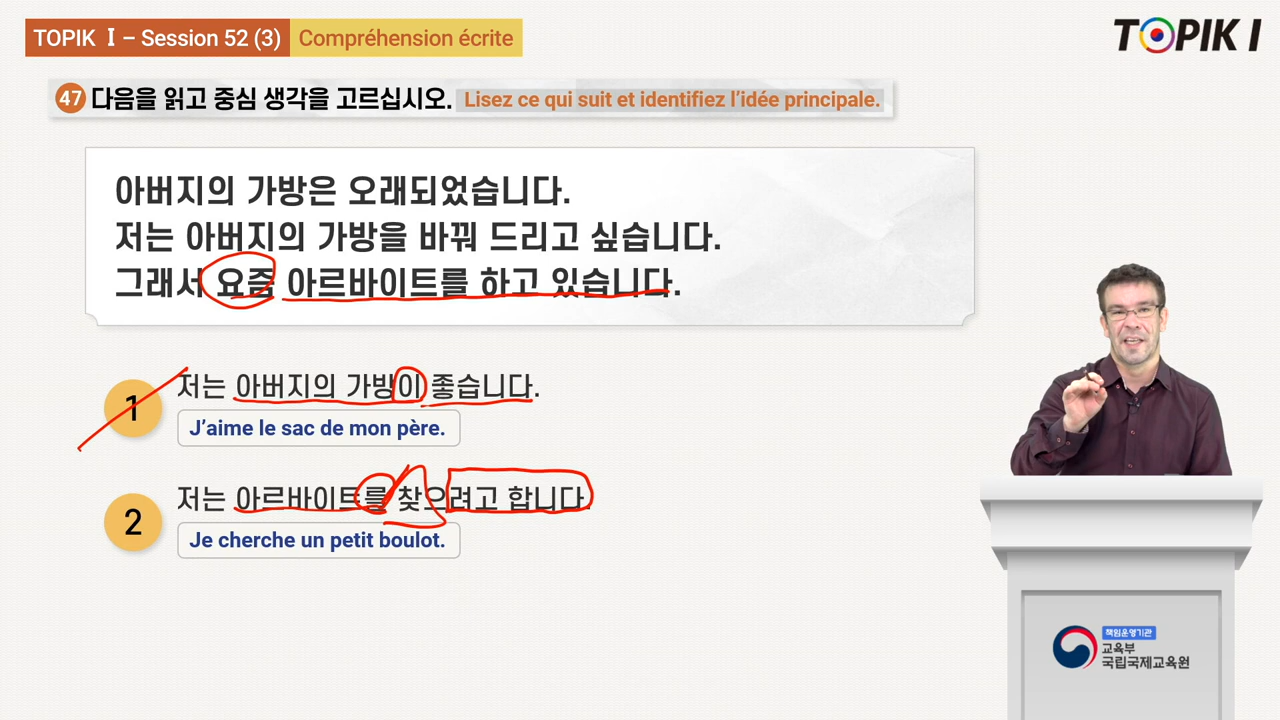 TOPIK I – Session 52 (3) Compréhension écrite
TOPIK I
47 다음을 읽고 중심 생각을 고르십시오. Lisez ce qui suit et identifiez l'idée principale.
아버지의 가방은 오래되었습니다.
저는 아버지의 가방을 바꿔 드리고 싶습니다.
그래서 요즘 아르바이트를 하고 있습니다.
1 저는 아버지의 가방이 좋습니다.
J'aime le sac de mon père.
2 저는 아르바이트를 찾으려고 합니다.
Je cherche un petit boulot.
책임운영기관
교육부
국립국제교육원